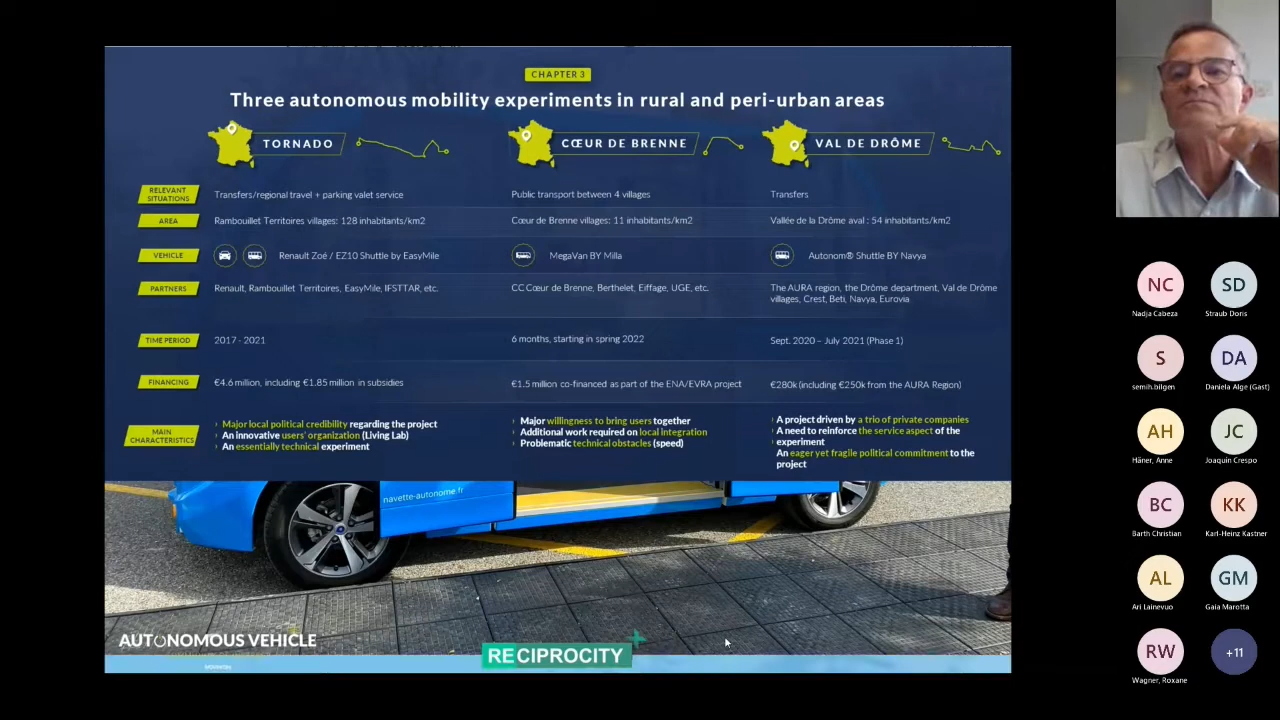 CHAPTER 3
Three autonomous mobility experiments in rural and peri-urban areas
TORNADO
CŒUR DE BRENNE
VAL DE DRÔME
RELEVANT
SITUATIONS
Transfers/regional travel + parking valet service
Public transport between 4 villages
Transfers
AREA
Rambouillet Territoires villages: 128 inhabitants/km2
Cœur de Brenne villages: 11 inhabitants/km2
Vallée de la Drôme aval : 54 inhabitants/km2
VEHICLE
Renault Zoé / EZ10 Shuttle by EasyMile
MegaVan BY Milla
Autonom® Shuttle BY Navya
PARTNERS
Renault, Rambouillet Territoires, EasyMile, IFSTTAR, etc.
CC Cœur de Brenne, Berthelet, Eiffage, UGE, etc.
The AURA region, the Drôme department, Val de Drôme
villages, Crest, Beti, Navya, Eurovia
TIME PERIOD
2017 - 2021
6 months, starting in spring 2022
Sept. 2020 – July 2021 (Phase 1)
FINANCING
€4.6 million, including €1.85 million in subsidies
€1.5 million co-financed as part of the ENA/EVRA project
€280k (including €250k from the AURA Region)
MAIN
CHARACTERISTICS
› Major local political credibility regarding the project
› An innovative users' organization (Living Lab)
› An essentially technical experiment
› Major willingness to bring users together
› Additional work required on local integration
› Problematic technical obstacles (speed)
› A project driven by a trio of private companies
› A need to reinforce the service aspect of the
› experiment
An eager yet fragile political commitment to the
project
navette-autonome.fr
AUTONOMOUS VEHICLE
RECIPROCITY
NC
Nadja Cabeza
SD
Straub Doris
S
semih.bilgen
DA
Daniela Alge (Gast)
AH
Häner, Anne
JC
Joaquin Crespo
BC
Barth Christian
KK
Karl-Heinz Kastner
AL
Ari Lainevuo
GM
Gaia Marotta
RW
Wagner, Roxane
+11